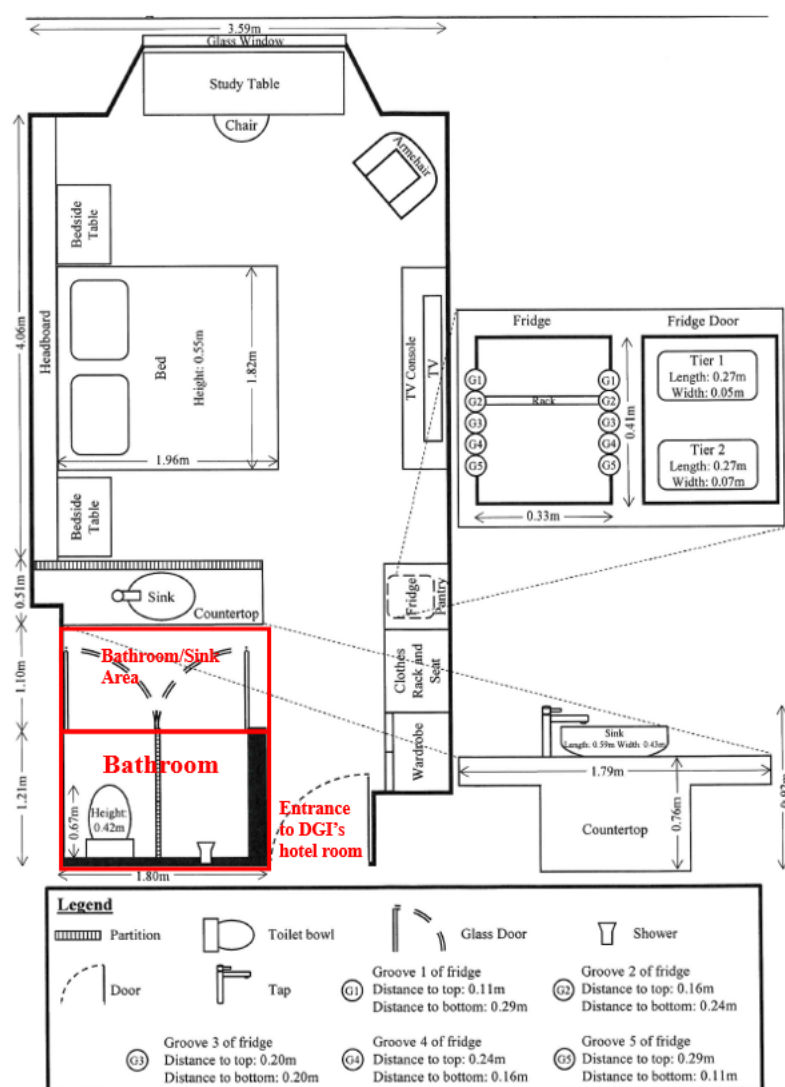 3.59m
Glass Window
Study Table
Chair
Armchair
Bedside
Table
Headboard
4.06m
Bed
Height: 0.55m
1.82m
1.96m
TV Console
TV
Bedside
Table
Fridge
Fridge Door
G1
G1
G2
Rack
G2
G3
G3
G4
G4
G5
G5
0.41m
0.33m
Tier 1
Length: 0.27m
Width: 0.05m
Tier 2
Length: 0.27m
Width: 0.07m
0.51m
Sink
Countertop
Fridge
Pantry
Bathroom/Sink
Area
1.10m
Clothes
Rack and
Seat
Wardrobe
Bathroom
1.21m
0.67m
Height:
0.42m
1.80m
Entrance
to DGI's
hotel room
Sink
Length: 0.59m Width: 0.43m
1.79m
Countertop
0.76m
0.92m
Legend
Partition
Toilet bowl
Glass Door
Shower
Door
Tap
G1
Groove 1 of fridge
Distance to top: 0.11m
Distance to bottom: 0.29m
G2
Groove 2 of fridge
Distance to top: 0.16m
Distance to bottom: 0.24m
G3
Groove 3 of fridge
Distance to top: 0.20m
Distance to bottom: 0.20m
G4
Groove 4 of fridge
Distance to top: 0.24m
Distance to bottom: 0.16m
G5
Groove 5 of fridge
Distance to top: 0.29m
Distance to bottom: 0.11m